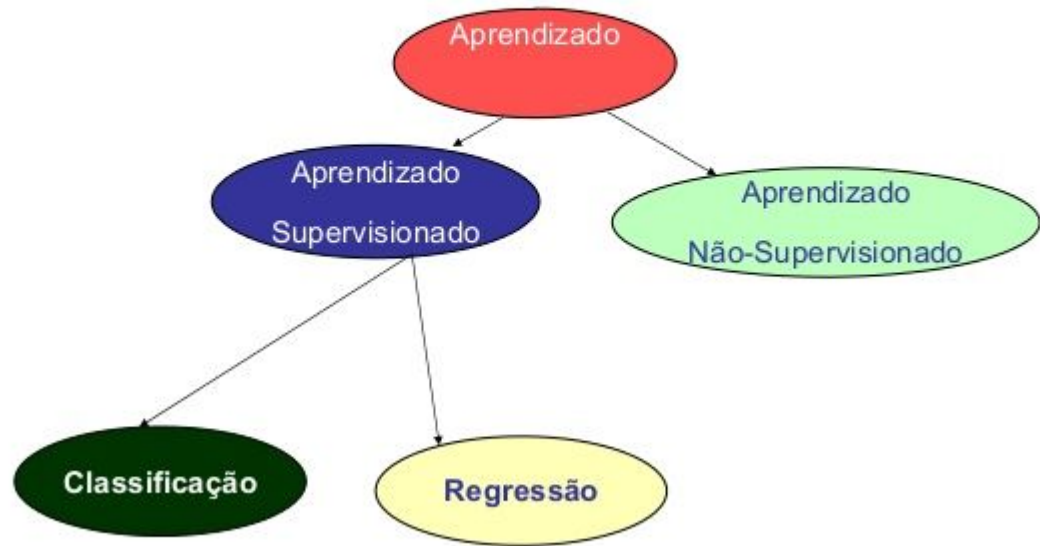 Aprendizado
Aprendizado
Supervisionado
Aprendizado
Não-Supervisionado
Classificação
Regressão